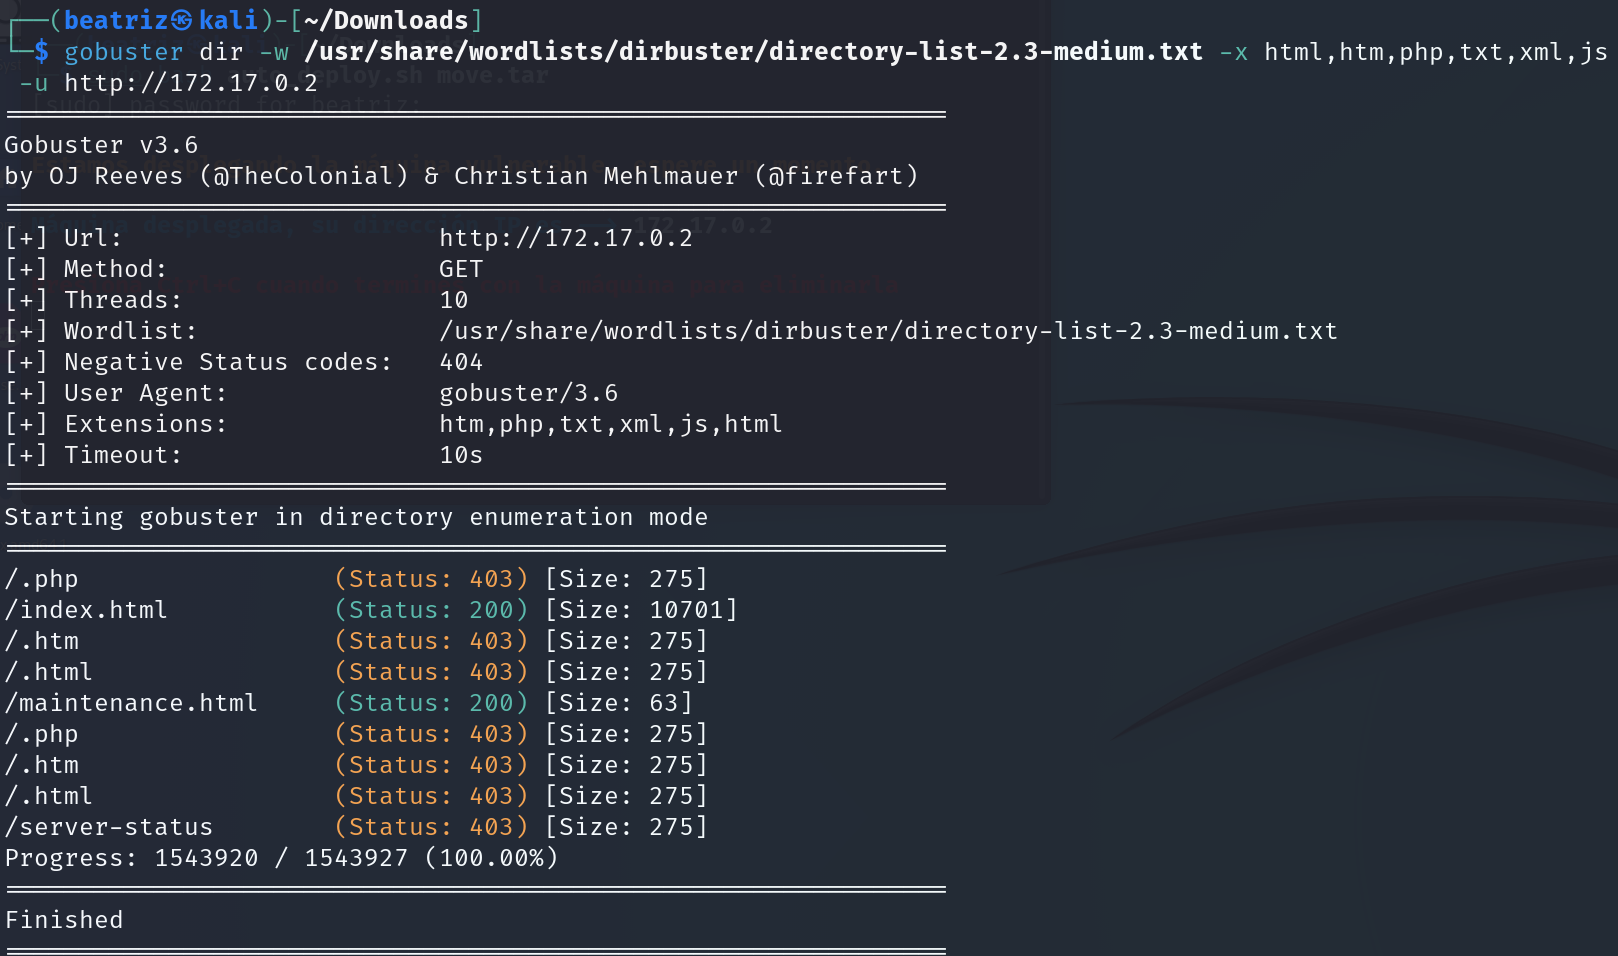 ┌──(beatriz㉿kali)-[~/Downloads]
└─$ gobuster dir -w /usr/share/wordlists/dirbuster/directory-list-2.3-medium.txt -x html,htm,php,txt,xml,js
-u http://172.17.0.2
===============================================================
Gobuster v3.6
by OJ Reeves (@TheColonial) & Christian Mehlmauer (@firefart)
===============================================================
[+] Url:                     http://172.17.0.2
[+] Method:                  GET
[+] Threads:                 10
[+] Wordlist:                /usr/share/wordlists/dirbuster/directory-list-2.3-medium.txt
[+] Negative Status codes:   404
[+] User Agent:              gobuster/3.6
[+] Extensions:              htm,php,txt,xml,js,html
[+] Timeout:                 10s
===============================================================
Starting gobuster in directory enumeration mode
===============================================================
/.php                 (Status: 403) [Size: 275]
/index.html           (Status: 200) [Size: 10701]
/.htm                 (Status: 403) [Size: 275]
/.html                (Status: 403) [Size: 275]
/maintenance.html     (Status: 200) [Size: 63]
/.php                 (Status: 403) [Size: 275]
/.htm                 (Status: 403) [Size: 275]
/.html                (Status: 403) [Size: 275]
/server-status        (Status: 403) [Size: 275]
Progress: 1543920 / 1543927 (100.00%)
===============================================================
Finished
===============================================================